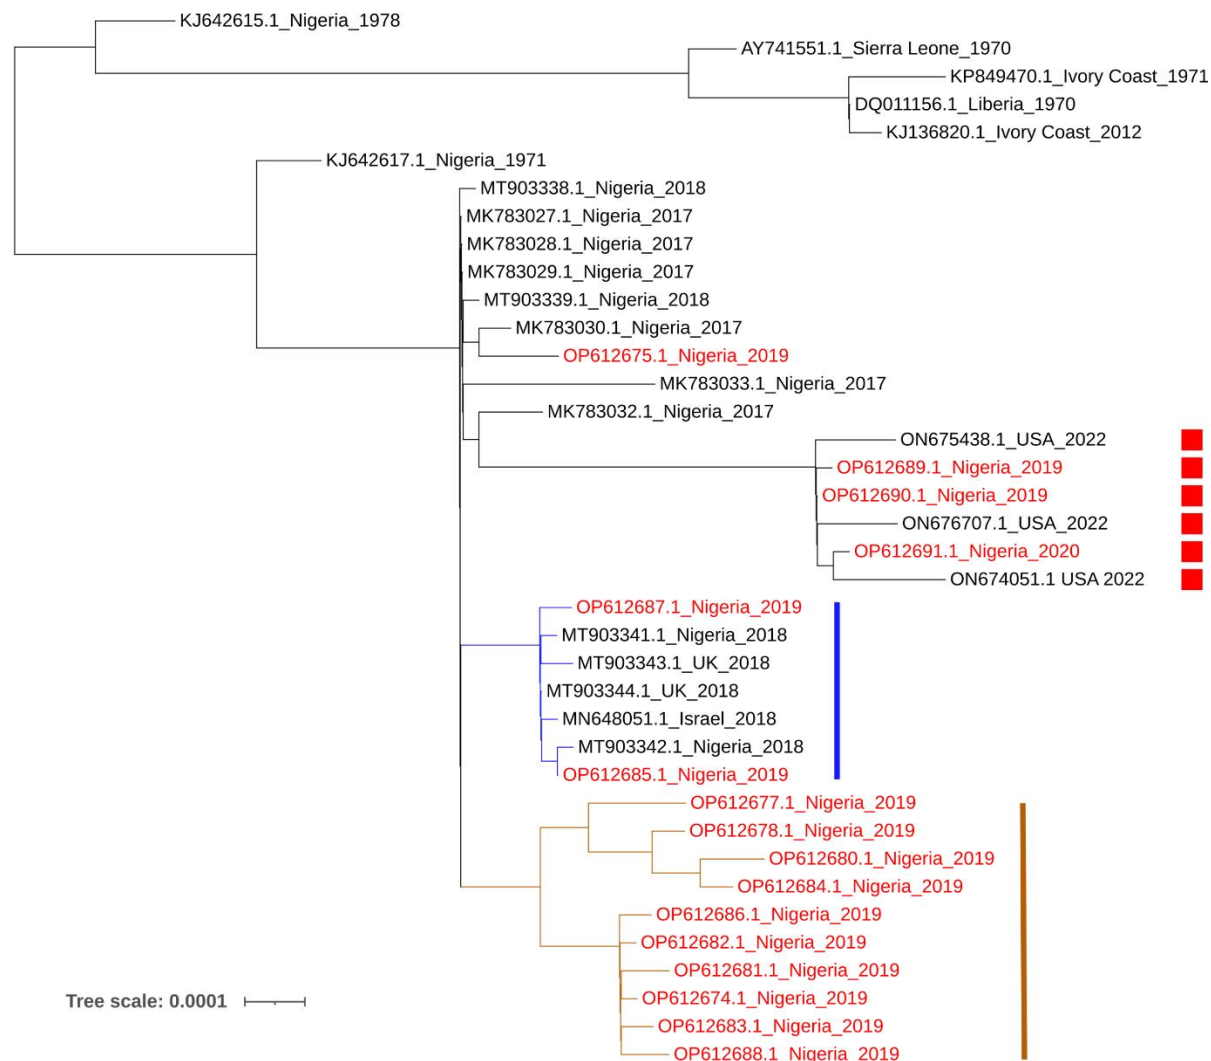 KJ642615.1_Nigeria_1978
AY741551.1_Sierra Leone_1970
KP849470.1_Ivory Coast_1971
DQ011156.1_Liberia_1970
KJ136820.1_Ivory Coast_2012
KJ642617.1_Nigeria_1971
MT903338.1_Nigeria_2018
MK783027.1_Nigeria_2017
MK783028.1_Nigeria_2017
MK783029.1_Nigeria_2017
MT903339.1_Nigeria_2018
MK783030.1_Nigeria_2017
OP612675.1_Nigeria_2019
MK783033.1_Nigeria_2017
MK783032.1_Nigeria_2017
ON675438.1_USA_2022
OP612689.1_Nigeria_2019
OP612690.1_Nigeria_2019
ON676707.1_USA_2022
OP612691.1_Nigeria_2020
ON674051.1 USA 2022
OP612687.1_Nigeria_2019
MT903341.1_Nigeria_2018
MT903343.1_UK_2018
MT903344.1_UK_2018
MN648051.1_Israel_2018
MT903342.1_Nigeria_2018
OP612685.1_Nigeria_2019
OP612677.1_Nigeria_2019
OP612678.1_Nigeria_2019
OP612680.1_Nigeria_2019
OP612684.1_Nigeria_2019
OP612686.1_Nigeria_2019
OP612682.1_Nigeria_2019
OP612681.1_Nigeria_2019
OP612674.1_Nigeria_2019
OP612683.1_Nigeria_2019
OP612688.1_Nigeria_2019
Tree scale: 0.0001